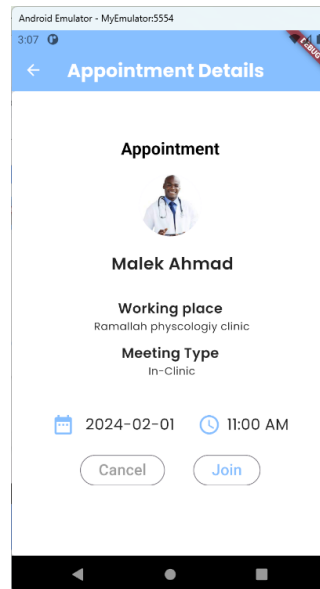 Android Emulator - MyEmulator:5554
3:07
DEBUG
Appointment Details
Appointment
Malek Ahmad
Working place
Ramallah physcologiy clinic
Meeting Type
In-Clinic
2024-02-01 11:00 AM
Cancel Join